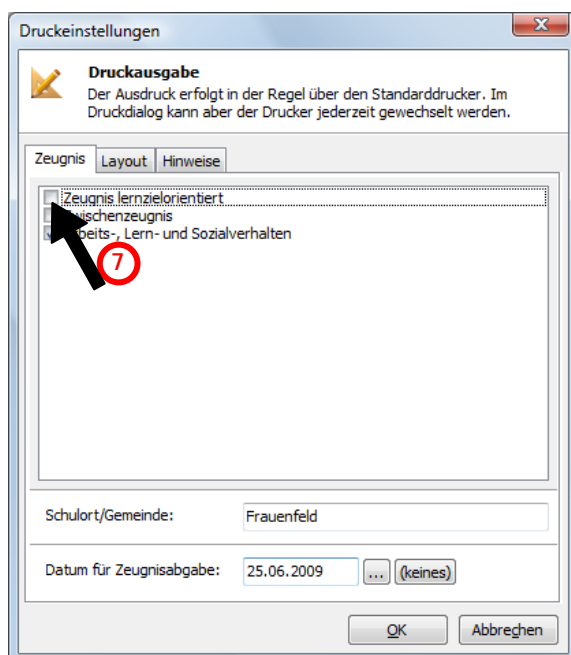 Druckeinstellungen
Druckausgabe
Der Ausdruck erfolgt in der Regel über den Standarddrucker. Im
Druckdialog kann aber der Drucker jederzeit gewechselt werden.
Zeugnis Layout Hinweise
Zeugnis lernzielorientiert
Zwischenzeugnis
Arbeits-, Lern- und Sozialverhalten
7
Schulort/Gemeinde: Frauenfeld
Datum für Zeugnisabgabe: 25.06.2009 ... (keines)
OK Abbrechen